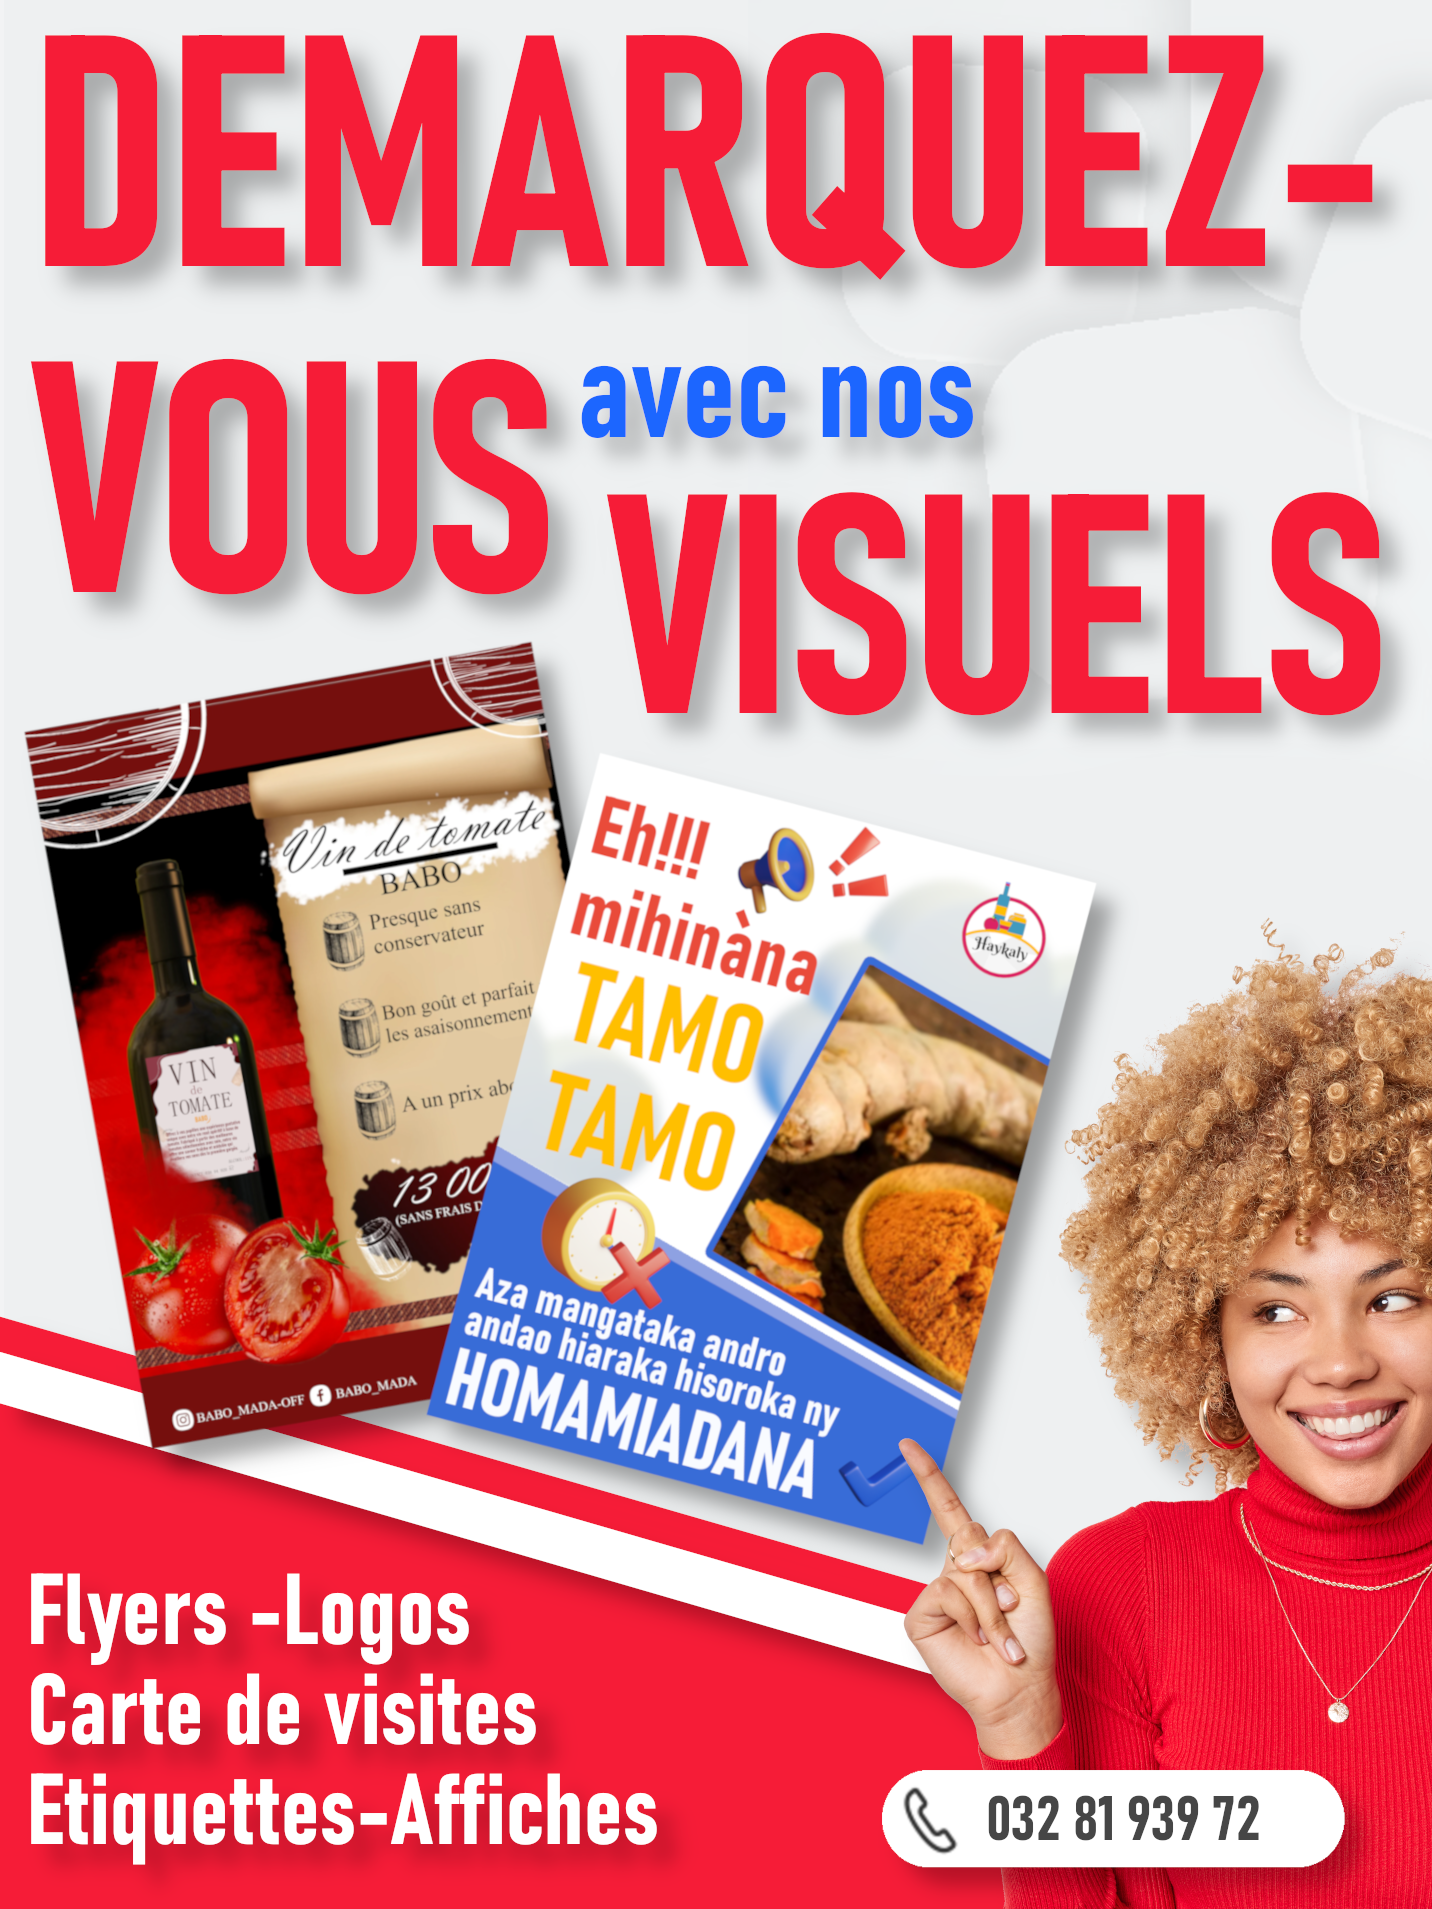 DEMARQUEZ-
VOUS avec nos
VISUELS
Vin de tomate
BABO
Presque sans
conservateur
Bon goût et parfait
les asaisonnement
A un prix
13 00
(SANS FRAIS
VIN
de
TOMATE
BABO_MADA-OFF BABO_MADA
Eh!!!
mihinàna
TAMO
TAMO
Haykaly
Aza mangataka andro
andao hiaraka hisoroka ny
HOMAMIADANA
Flyers -Logos
Carte de visites
Etiquettes-Affiches
032 81 939 72